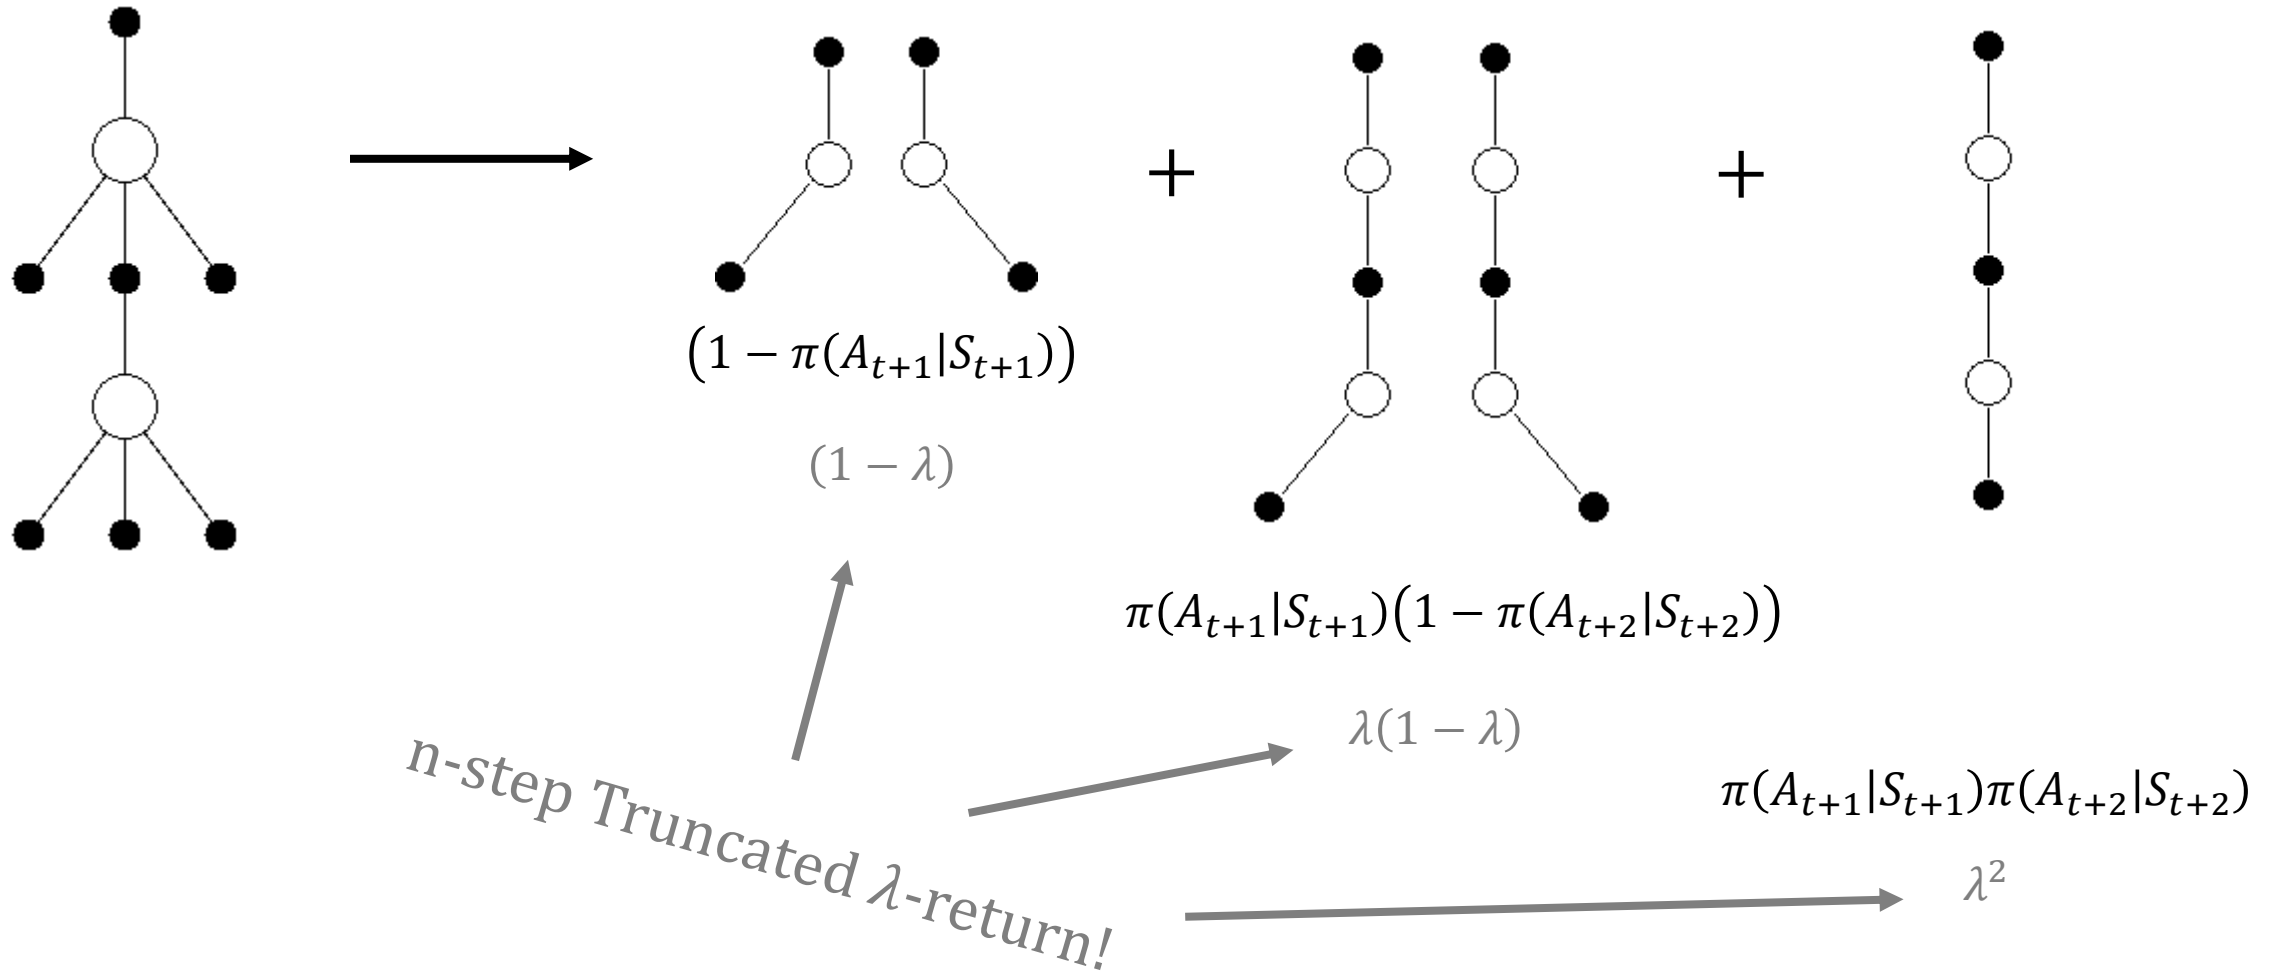 +
+
(1 − π(A_{t+1}|S_{t+1}))
(1 − λ)
π(A_{t+1}|S_{t+1})(1 − π(A_{t+2}|S_{t+2}))
λ(1 − λ)
π(A_{t+1}|S_{t+1})π(A_{t+2}|S_{t+2})
λ²
n-step Truncated λ-return!